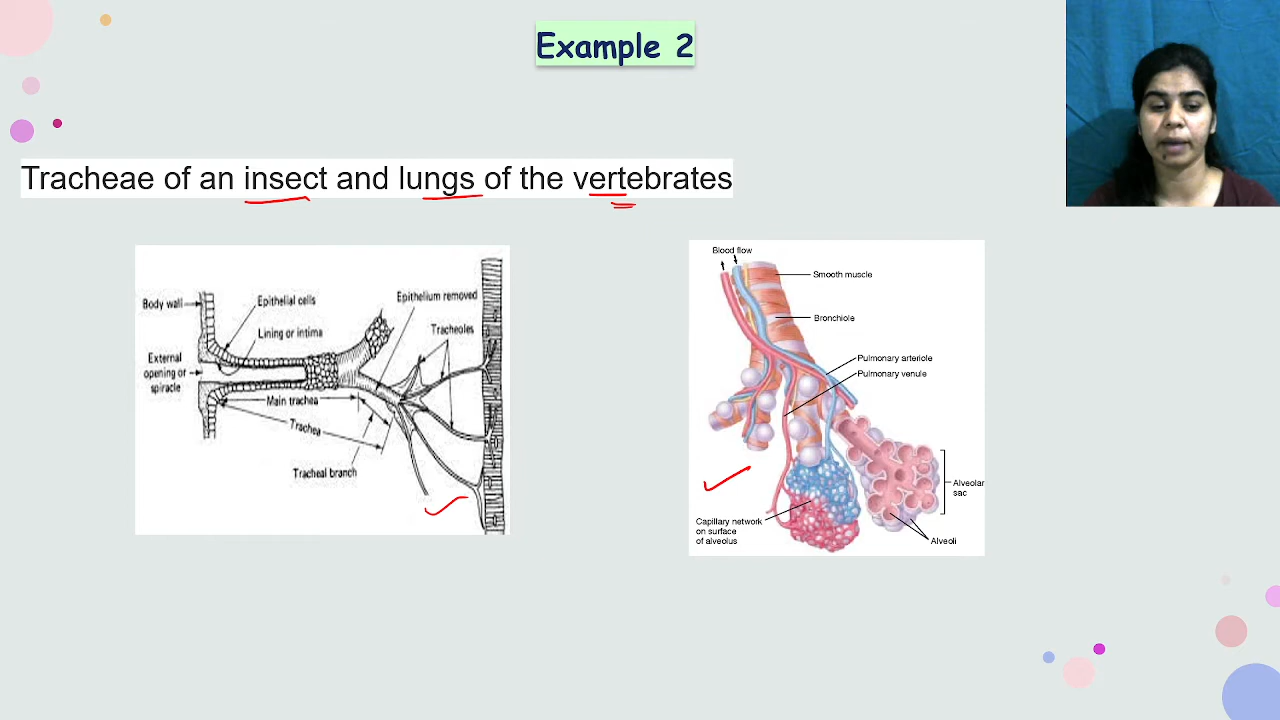 Example 2
Tracheae of an insect and lungs of the vertebrates
Body wall
Epithelial cells
Epithelium removed
Lining or intima
Tracheoles
External
opening or
spiracle
Main trachea
Trachea
Tracheal branch
Blood flow
Smooth muscle
Bronchiole
Pulmonary arteriole
Pulmonary venule
Alveolar
sac
Capillary network
on surface
of alveolus
Alveoli